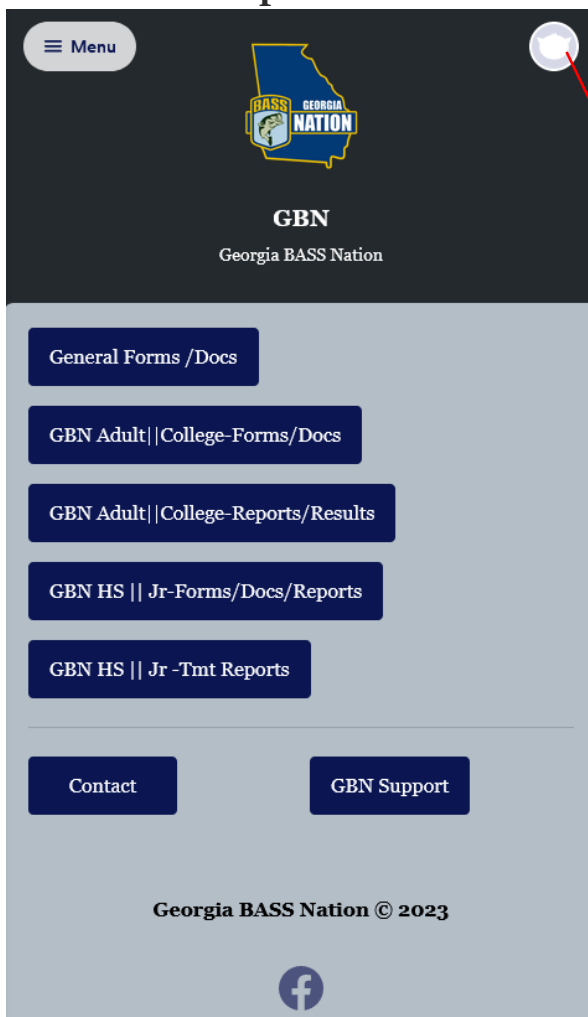 Menu
BASS GEORGIA
NATION
GBN
Georgia BASS Nation
General Forms /Docs
GBN Adult||College-Forms/Docs
GBN Adult||College-Reports/Results
GBN HS || Jr-Forms/Docs/Reports
GBN HS || Jr -Tmt Reports
Contact
GBN Support
Georgia BASS Nation © 2023